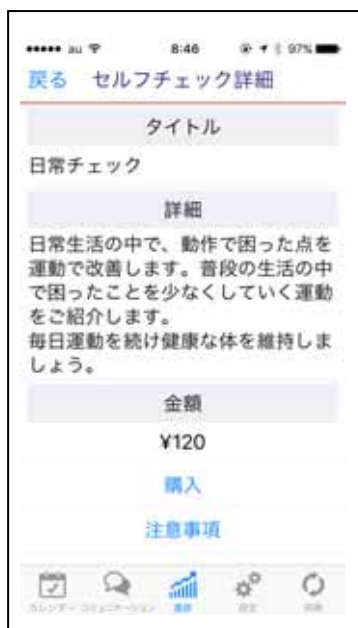 au 8:46 97%
戻る セルフチェック詳細
タイトル
日常チェック
詳細
日常生活の中で、動作で困った点を
運動で改善します。普段の生活の中
で困ったことを少なくしていく運動
をご紹介します。
毎日運動を続け健康な体を維持しま
しょう。
金額
¥120
購入
注意事項
カレンダー コミュニケーション